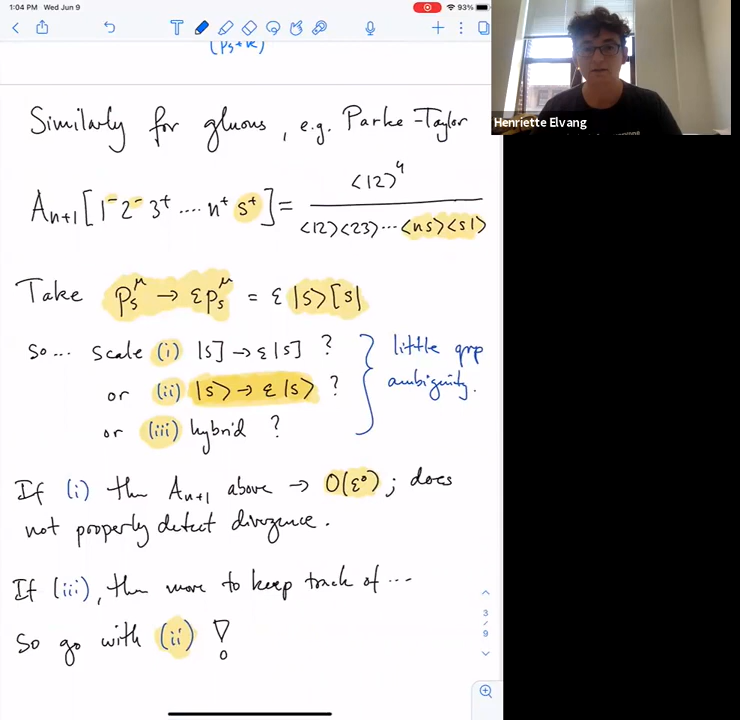 1:04 PM Wed Jun 9
93%
(Ps+k)
Similarly for gluons, e.g. Parke-Taylor
An+1[1⁻2⁻3⁺....n⁺s⁺] = <12>⁴ / <12><23>...<ns><s1>
Take Psᵘ → εpsᵘ = ε|s>[s|
So... scale (i) |s] → ε|s] ?
or (ii) |s> → ε|s> ?
or (iii) hybrid ?
little grp
ambiguity.
If (i) then An+1 above → O(ε⁰); does
not properly detect divergence.
If (iii), then more to keep track of...
So go with (ii) !
3
/
9
Henriette Elvang